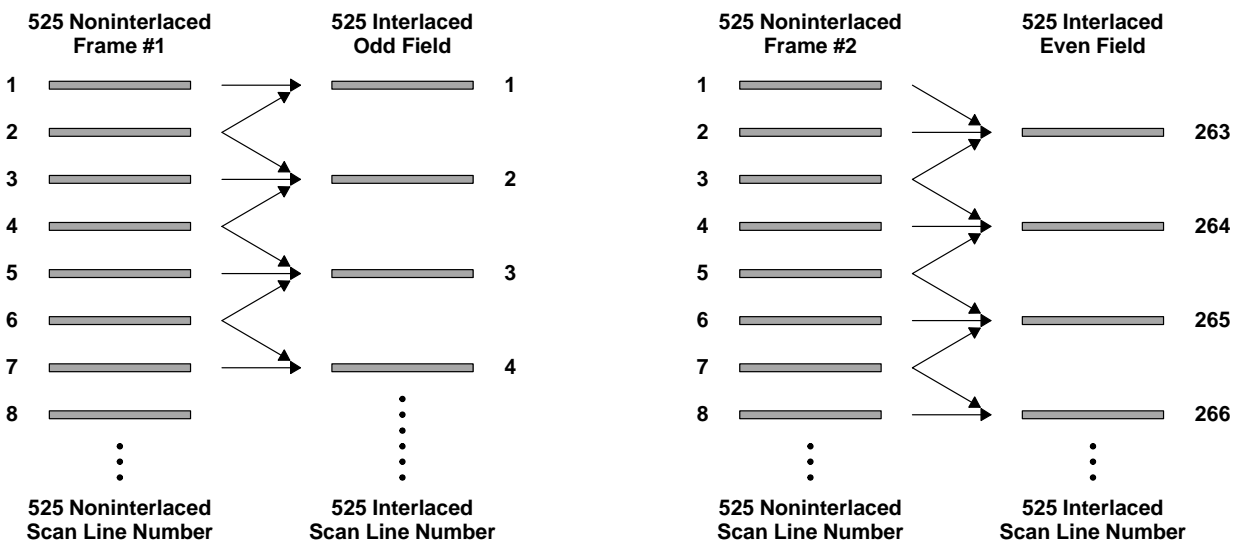 525 Noninterlaced
Frame #1
525 Interlaced
Odd Field
1
1
2
3
2
4
5
3
6
7
4
8
525 Noninterlaced
Scan Line Number
525 Interlaced
Scan Line Number
525 Noninterlaced
Frame #2
525 Interlaced
Even Field
1
2
263
3
4
264
5
6
265
7
8
266
525 Noninterlaced
Scan Line Number
525 Interlaced
Scan Line Number